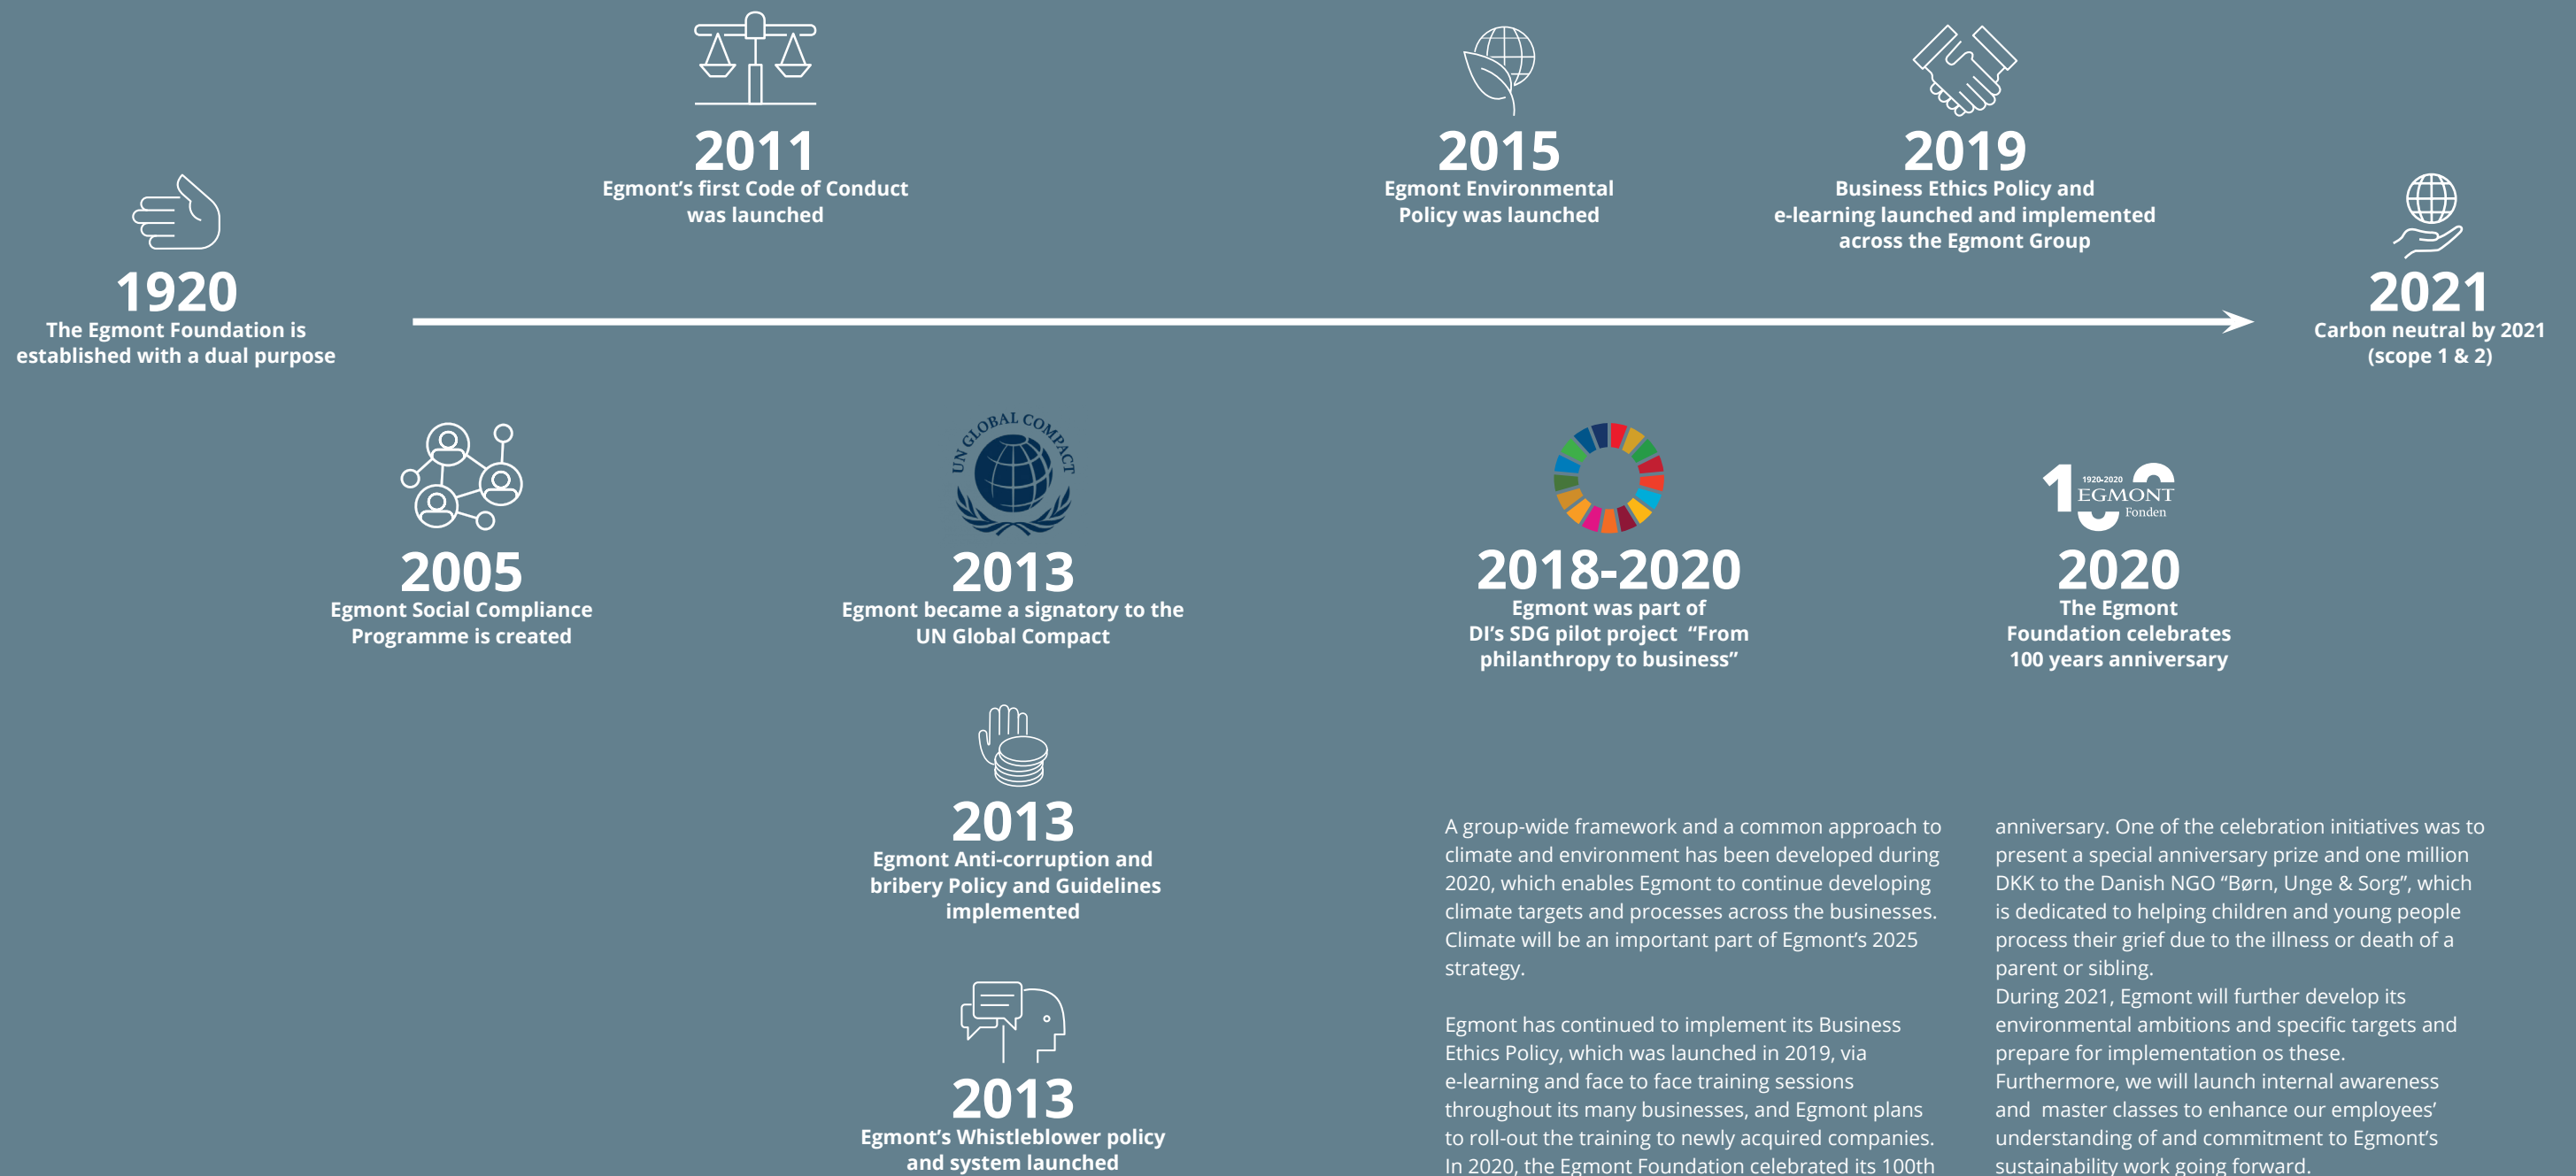 2011
Egmont’s first Code of Conduct
was launched
2015
Egmont Environmental
Policy was launched
2019
Business Ethics Policy and
e-learning launched and implemented
across the Egmont Group
1920
The Egmont Foundation is
established with a dual purpose
2021
Carbon neutral by 2021
(scope 1 & 2)
2005
Egmont Social Compliance
Programme is created
UN GLOBAL COMPACT
2013
Egmont became a signatory to the
UN Global Compact
2018-2020
Egmont was part of
DI’s SDG pilot project “From
philanthropy to business”
100
1920-2020
EGMONT
Fonden
2020
The Egmont
Foundation celebrates
100 years anniversary
2013
Egmont Anti-corruption and
bribery Policy and Guidelines
implemented
2013
Egmont’s Whistleblower policy
and system launched
A group-wide framework and a common approach to
climate and environment has been developed during
2020, which enables Egmont to continue developing
climate targets and processes across the businesses.
Climate will be an important part of Egmont’s 2025
strategy.
Egmont has continued to implement its Business
Ethics Policy, which was launched in 2019, via
e-learning and face to face training sessions
throughout its many businesses, and Egmont plans
to roll-out the training to newly acquired companies.
In 2020, the Egmont Foundation celebrated its 100th
anniversary. One of the celebration initiatives was to
present a special anniversary prize and one million
DKK to the Danish NGO “Børn, Unge & Sorg”, which
is dedicated to helping children and young people
process their grief due to the illness or death of a
parent or sibling.
During 2021, Egmont will further develop its
environmental ambitions and specific targets and
prepare for implementation os these.
Furthermore, we will launch internal awareness
and master classes to enhance our employees’
understanding of and commitment to Egmont’s
sustainability work going forward.